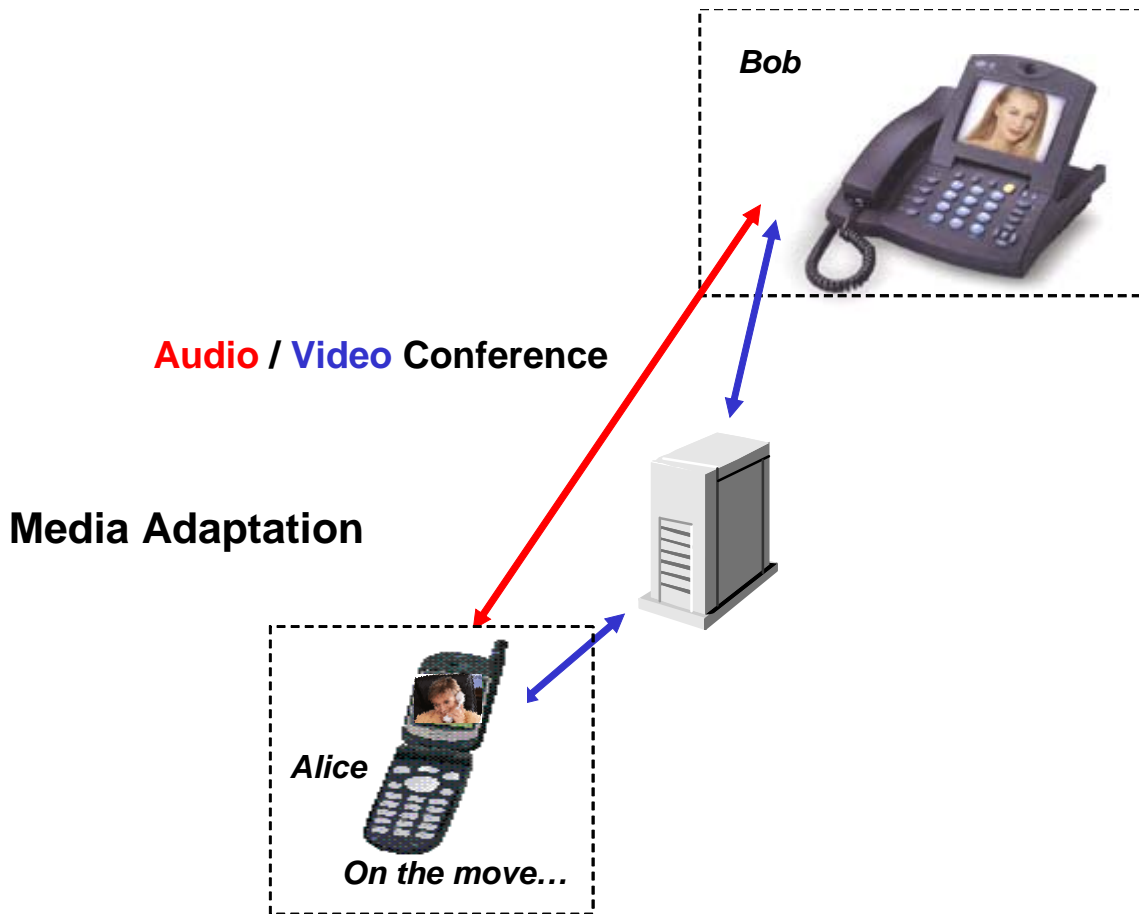 Bob
Audio / Video Conference
Media Adaptation
Alice
On the move…